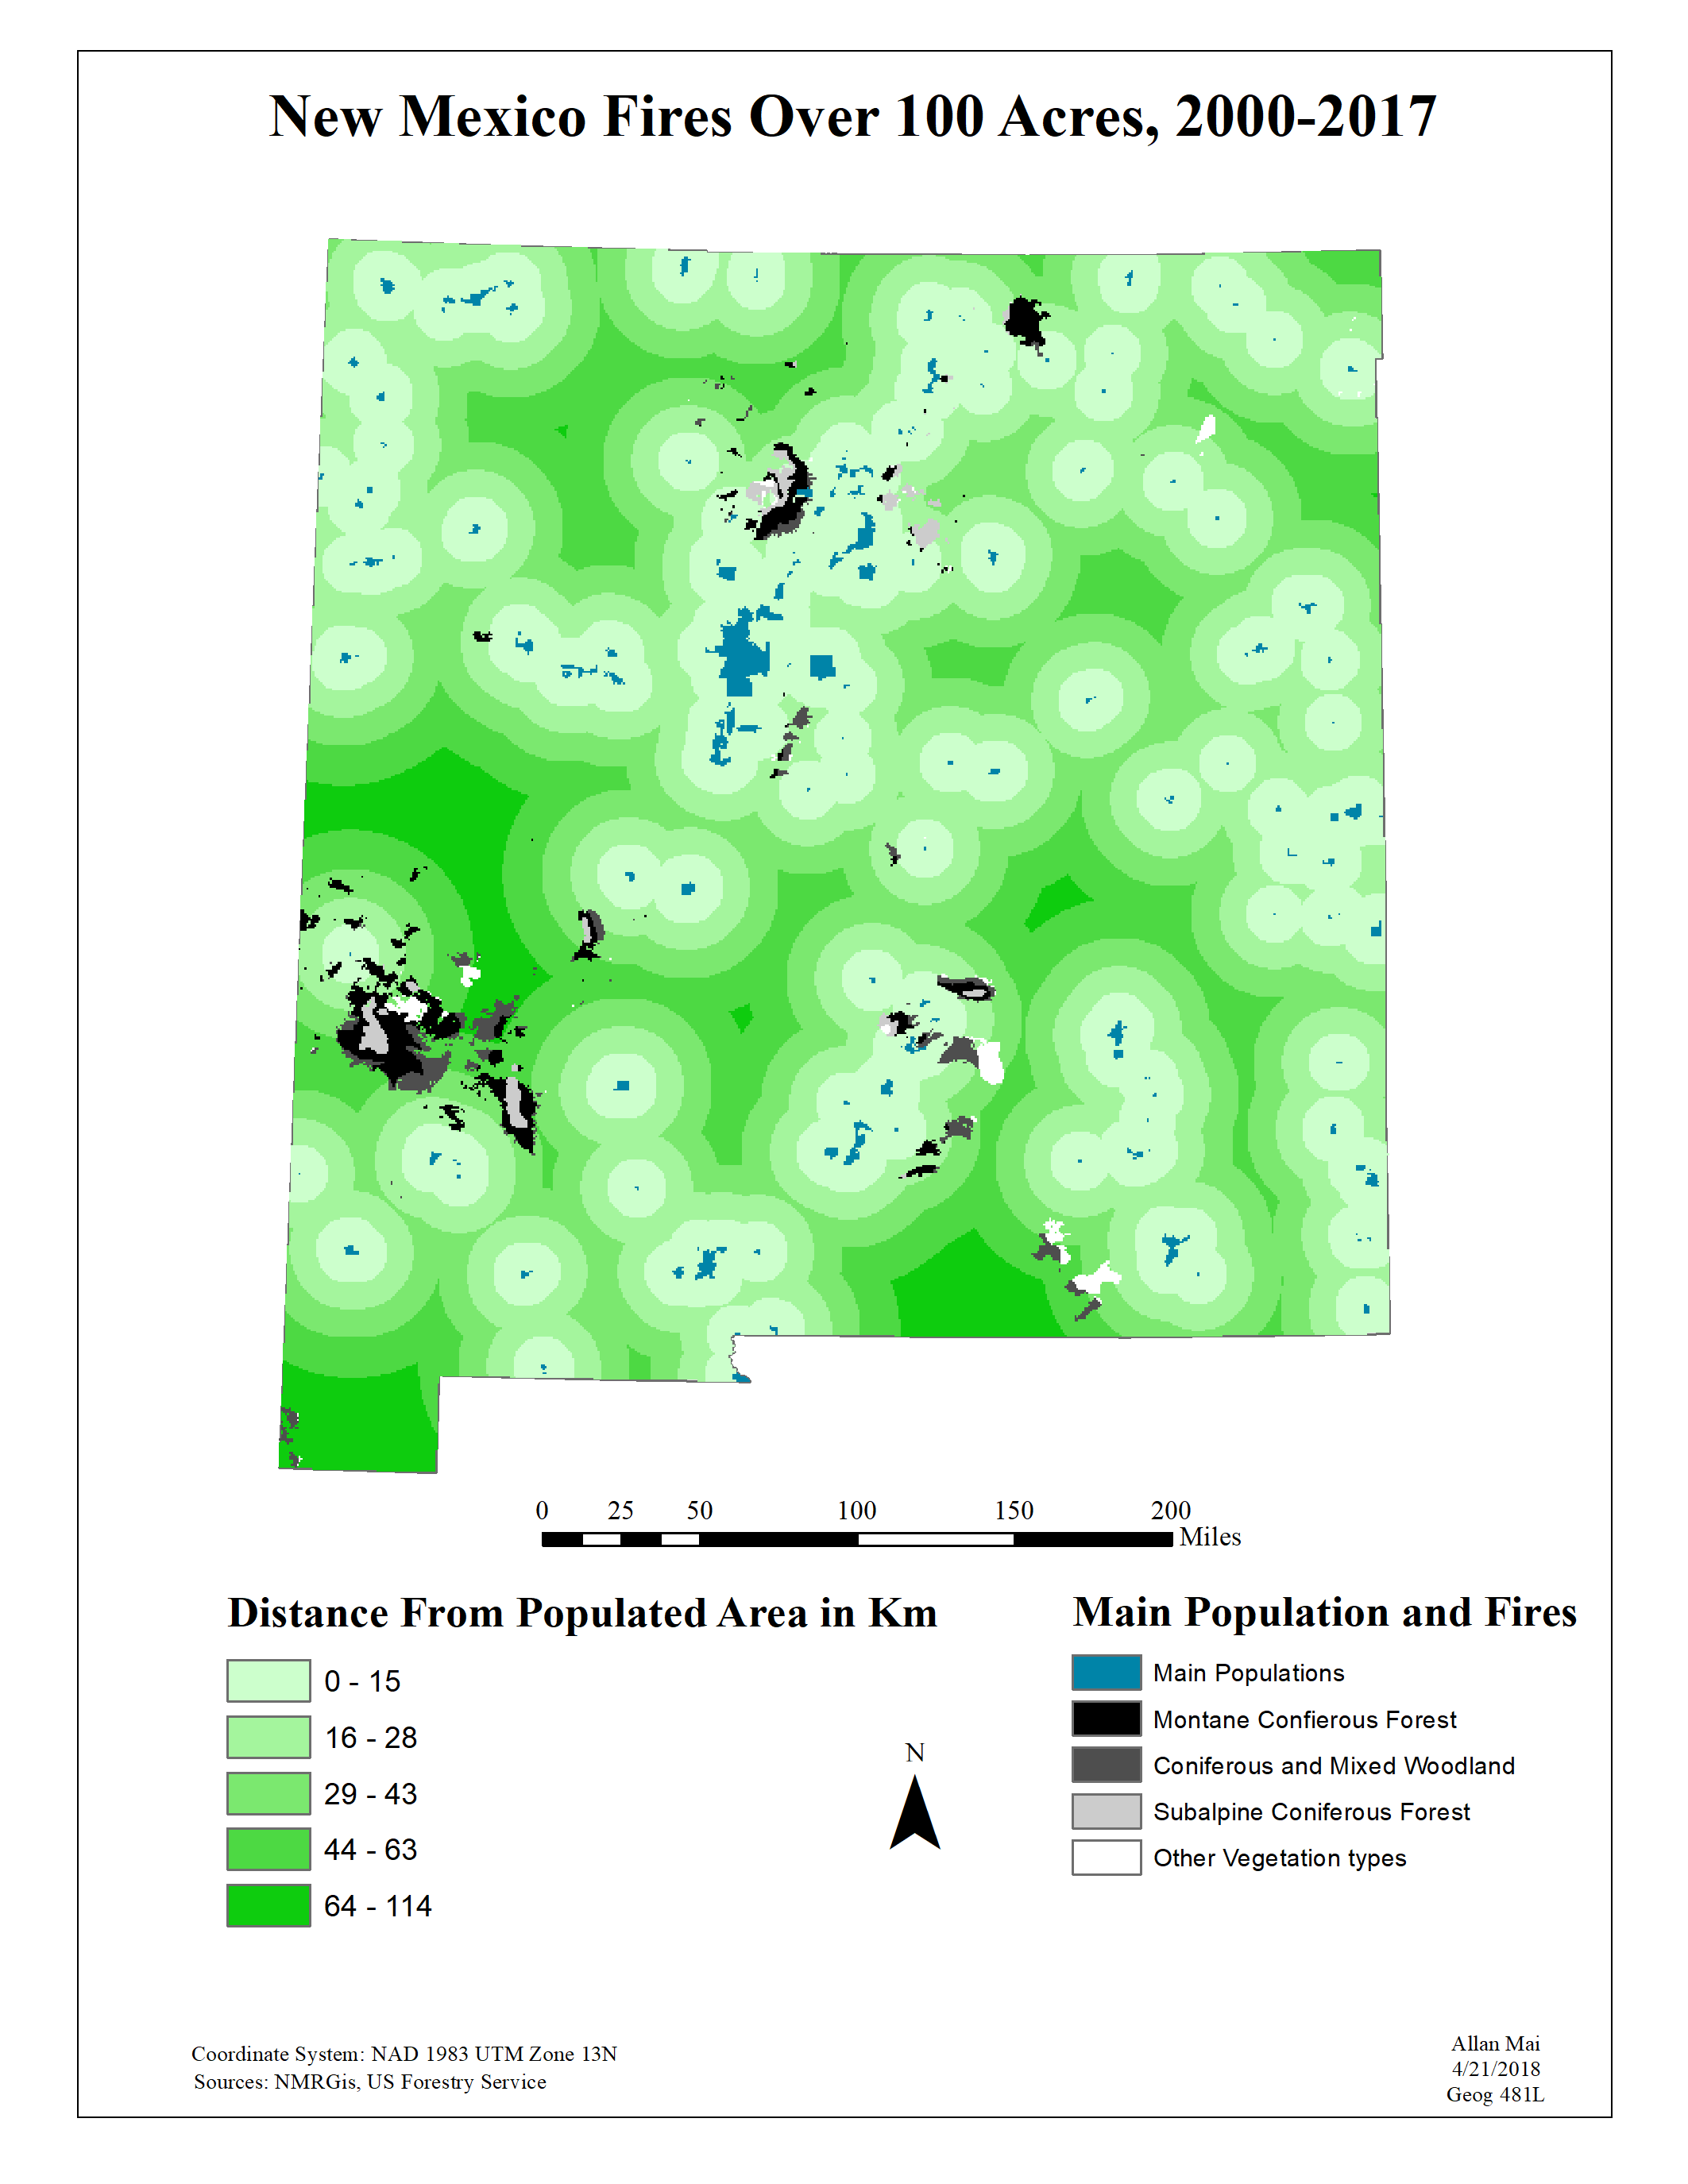 New Mexico Fires Over 100 Acres, 2000-2017
0 25 50 100 150 200
Miles
Distance From Populated Area in Km
0 - 15
16 - 28
29 - 43
44 - 63
64 - 114
Main Population and Fires
Main Populations
Montane Confierous Forest
Coniferous and Mixed Woodland
Subalpine Coniferous Forest
Other Vegetation types
N
Coordinate System: NAD 1983 UTM Zone 13N
Sources: NMRGis, US Forestry Service
Allan Mai
4/21/2018
Geog 481L